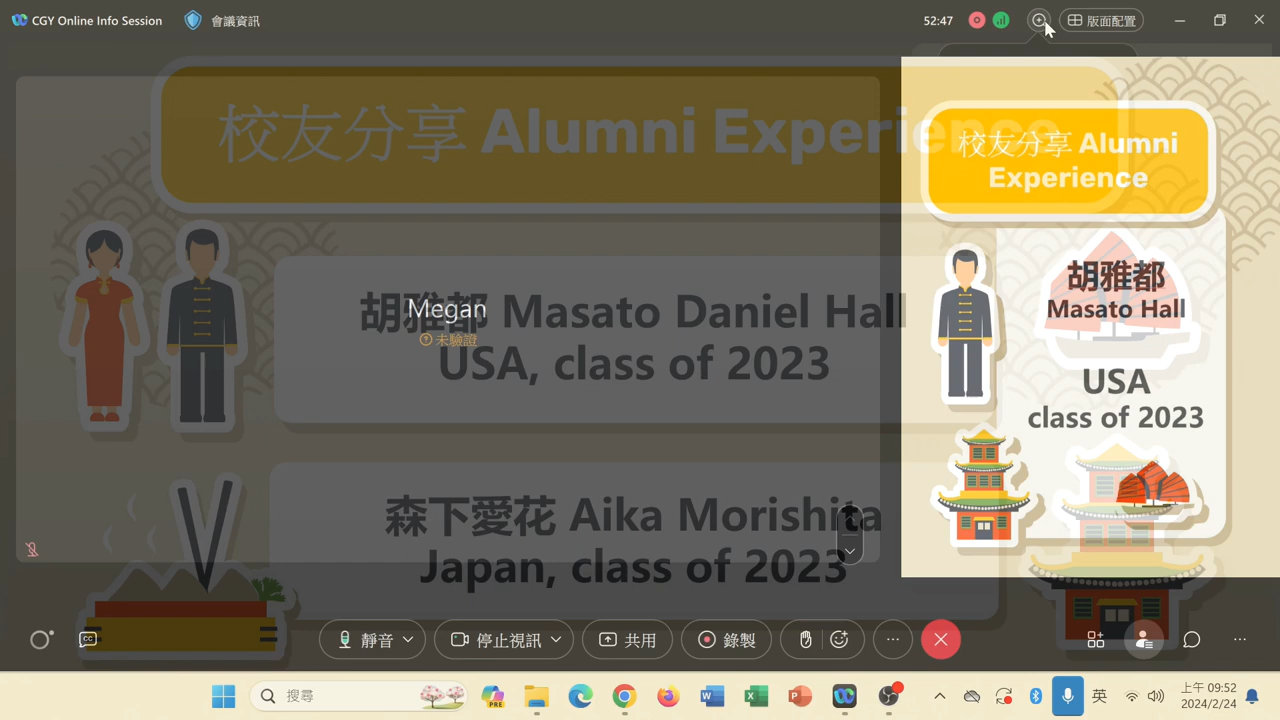 CGY Online Info Session
會議資訊
52:47
版面配置
校友分享 Alumni Experience
校友分享 Alumni
Experience
胡雅都 Masato Daniel Hall
USA, class of 2023
Megan
未驗證
胡雅都
Masato Hall
USA
class of 2023
森下愛花 Aika Morishita
Japan, class of 2023
CC
靜音
停止視訊
共用
錄製
搜尋
PRE
英
上午 09:52
2024/2/24